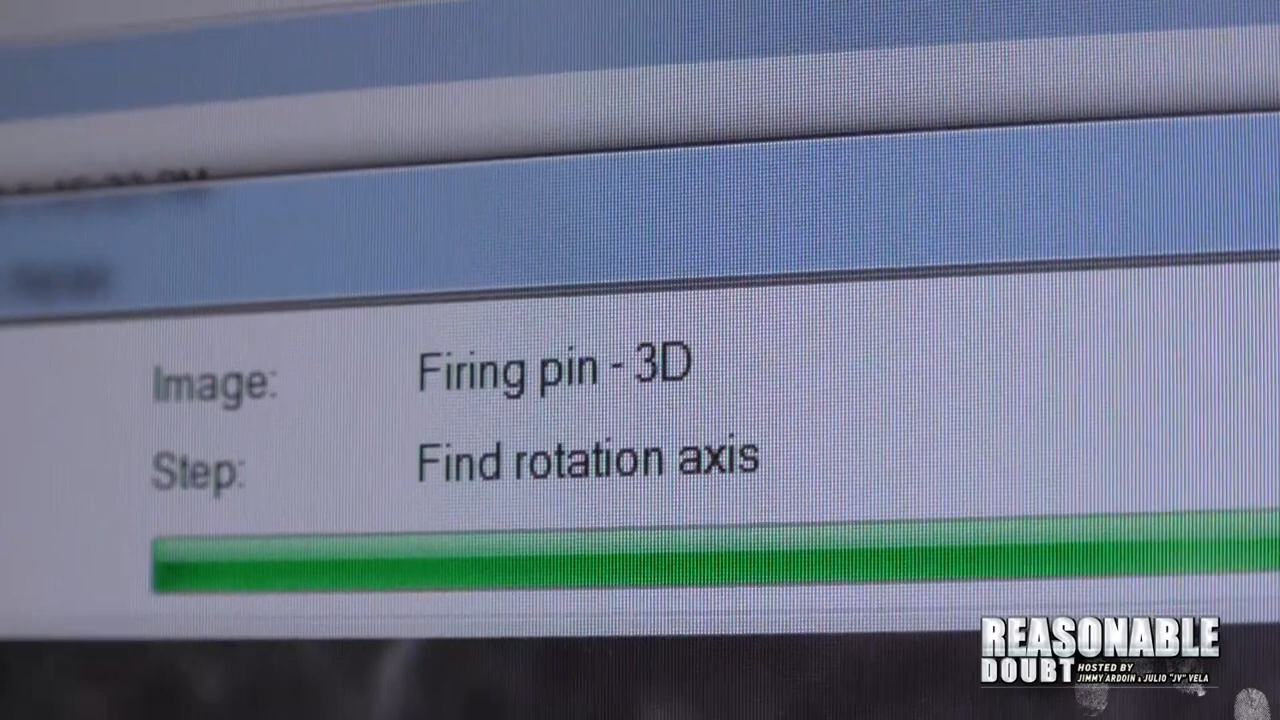 Image: Firing pin - 3D
Step: Find rotation axis
REASONABLE
DOUBT HOSTED BY
JIMMY ARDOIN & JULIO "JV" VELA